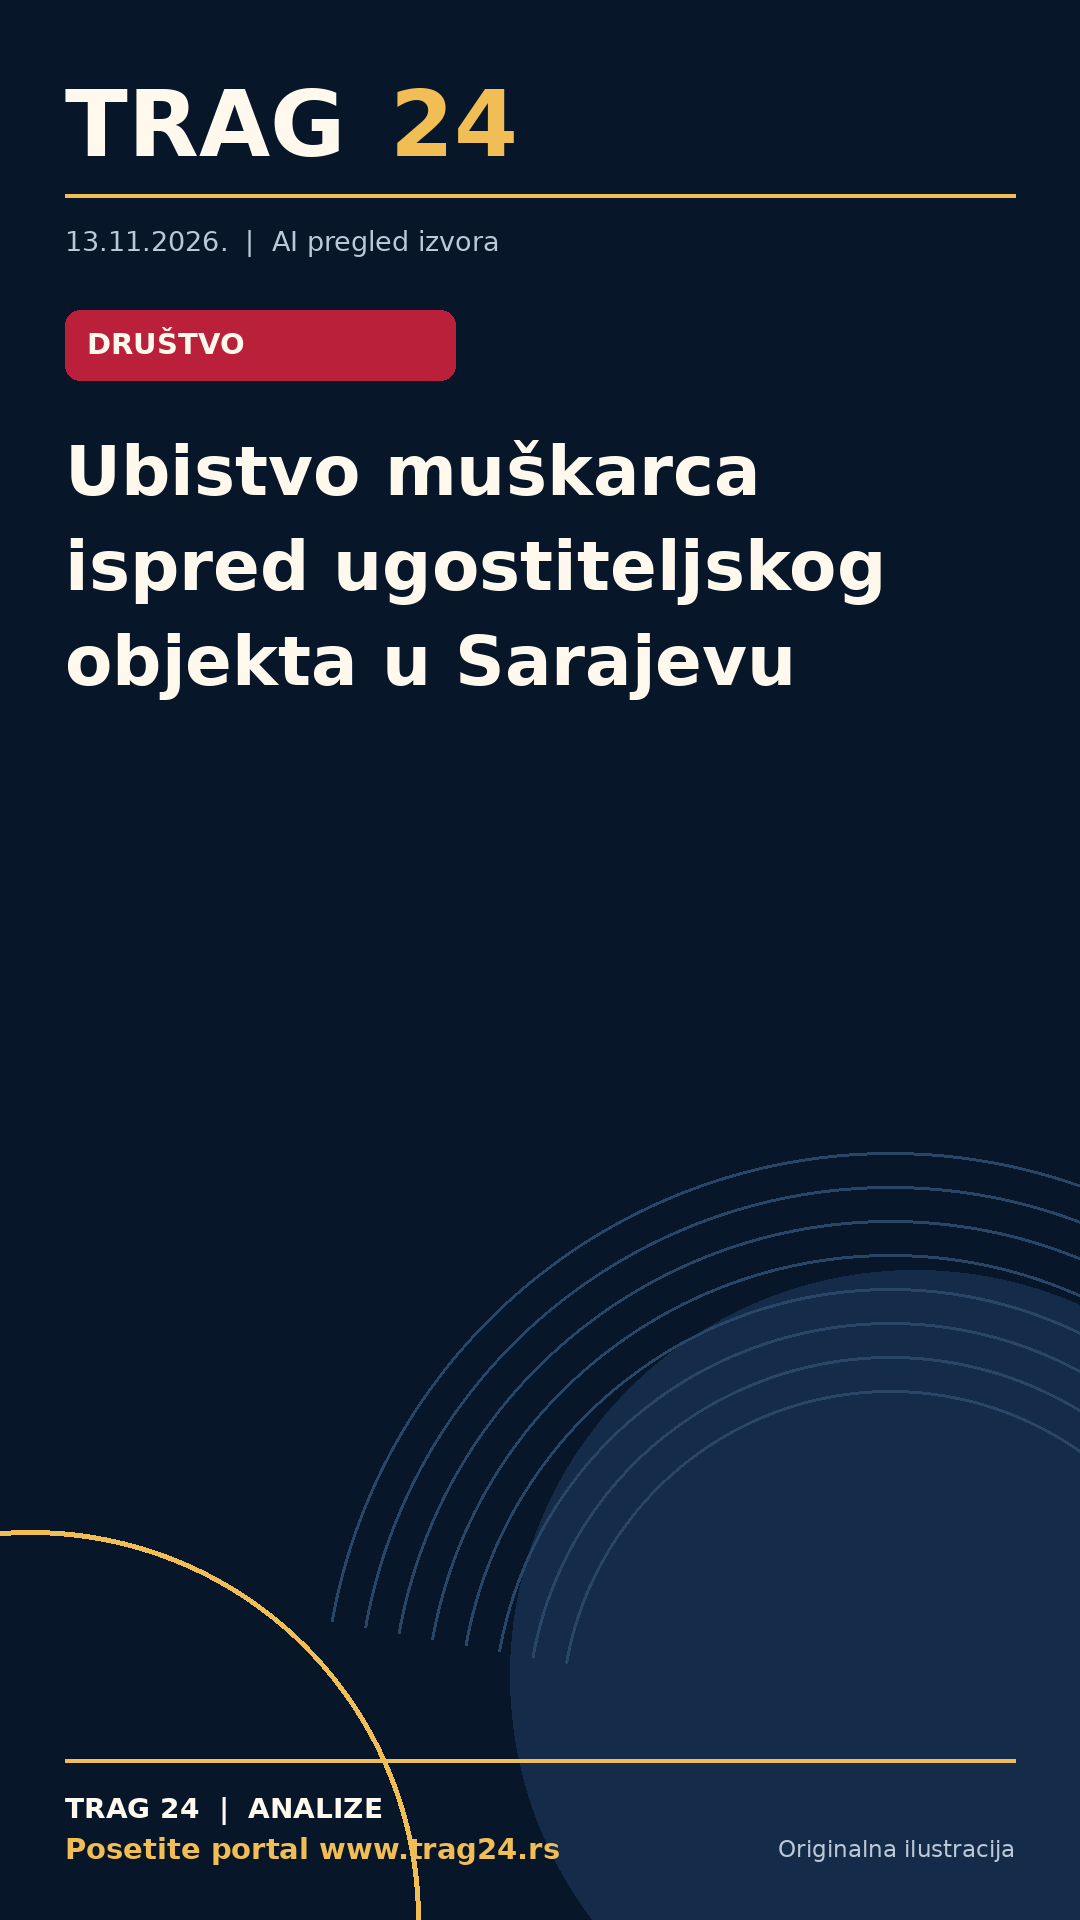 TRAG 24
13.11.2026. | AI pregled izvora
DRUŠTVO
Ubistvo muškarca
ispred ugostiteljskog
objekta u Sarajevu
TRAG 24 | ANALIZE
Posetite portal www.trag24.rs
Originalna ilustracija